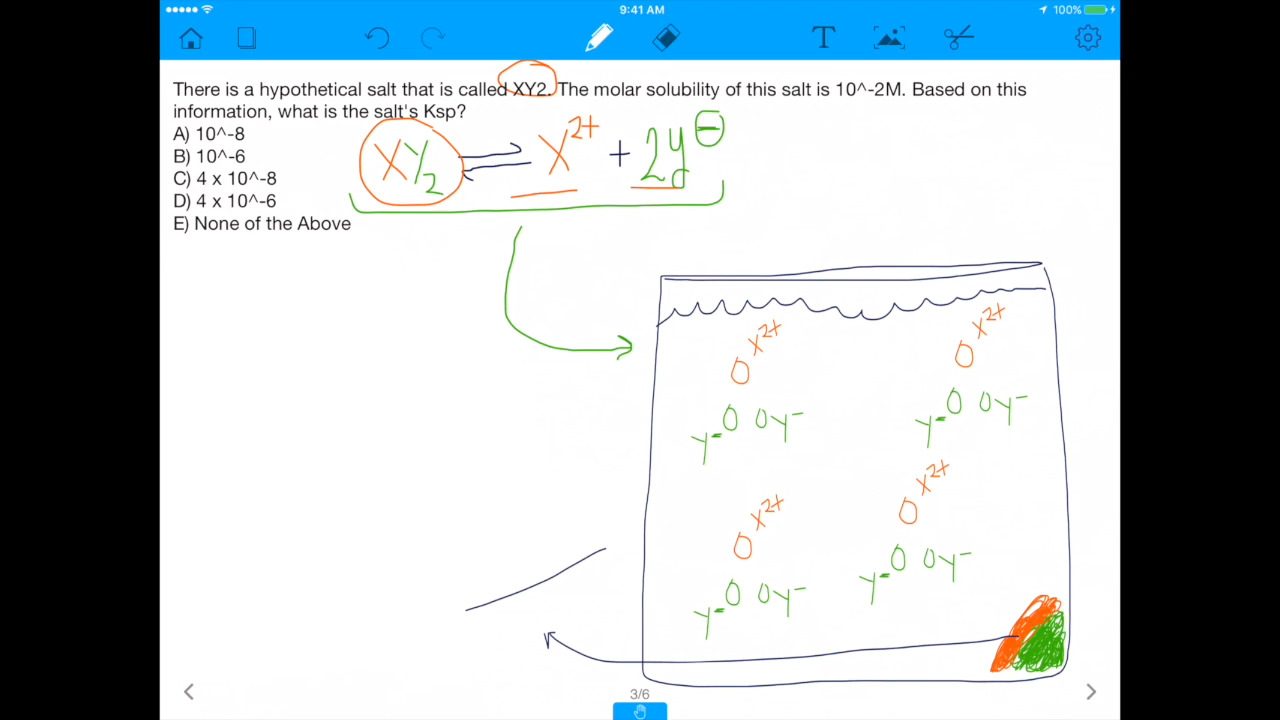 9:41 AM
100%
T
There is a hypothetical salt that is called XY2. The molar solubility of this salt is 10^-2M. Based on this
information, what is the salt's Ksp?
A) 10^-8
B) 10^-6
C) 4 x 10^-8
D) 4 x 10^-6
E) None of the Above
XY2 ⇌ X2+ + 2y−
X2+
X2+
y- y-
y- y-
X2+
X2+
y- y-
y- y-
3/6